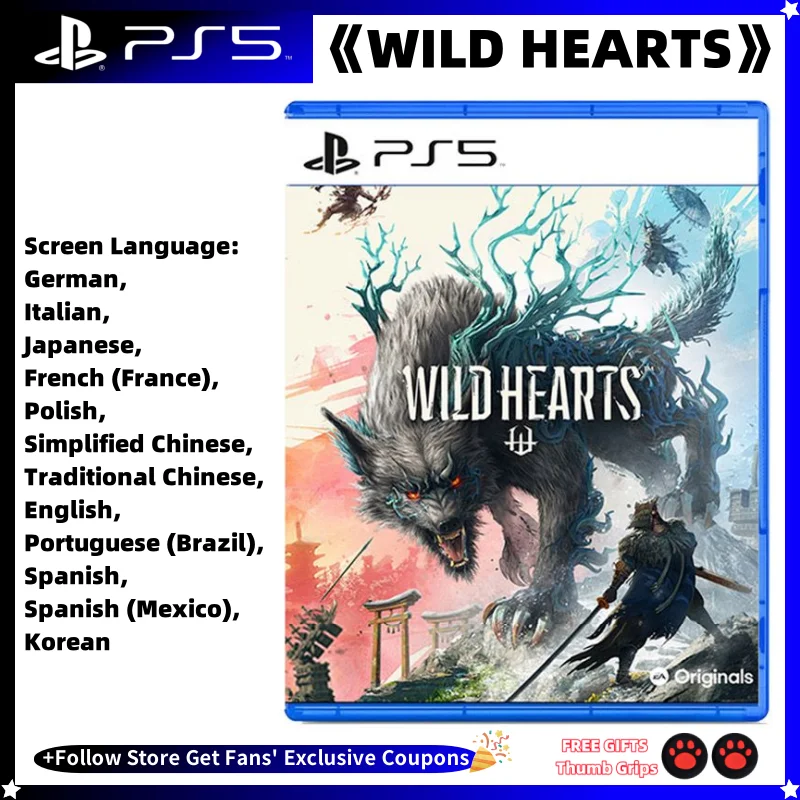 PS5
《WILD HEARTS》
PS5
Screen Language:
German,
Italian,
Japanese,
French (France),
Polish,
Simplified Chinese,
Traditional Chinese,
English,
Portuguese (Brazil),
Spanish,
Spanish (Mexico),
Korean
WILD HEARTS
EA Originals
+Follow Store Get Fans' Exclusive Coupons
FREE GIFTS
Thumb Grips